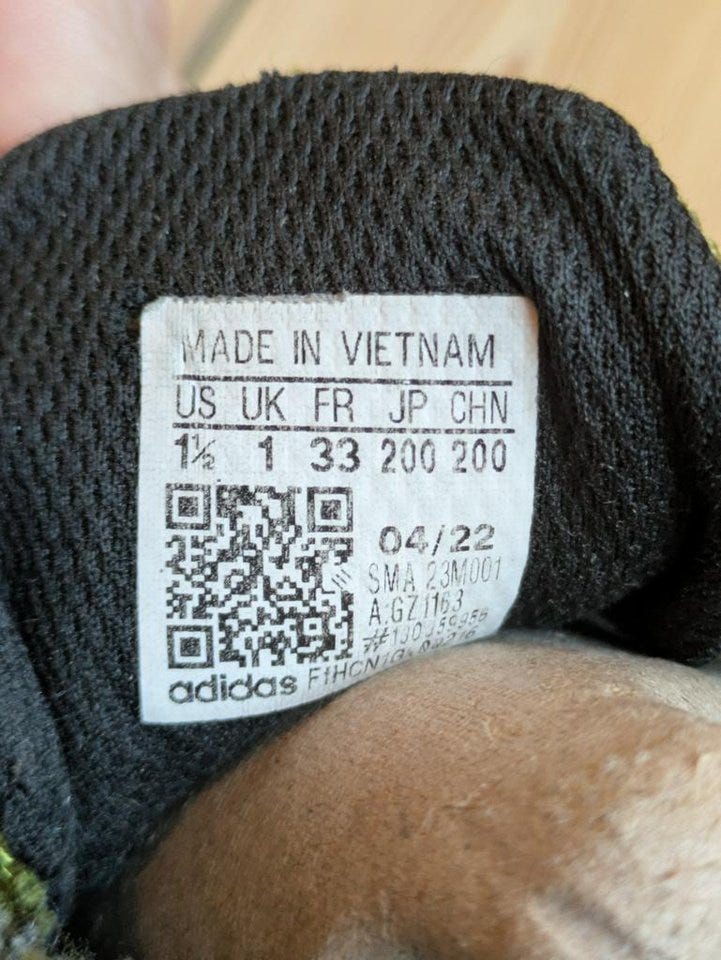 MADE IN VIETNAM
US UK FR JP CHN
1½ 1 33 200 200
04/22
SMA 23M001
A:GZ1163
adidas